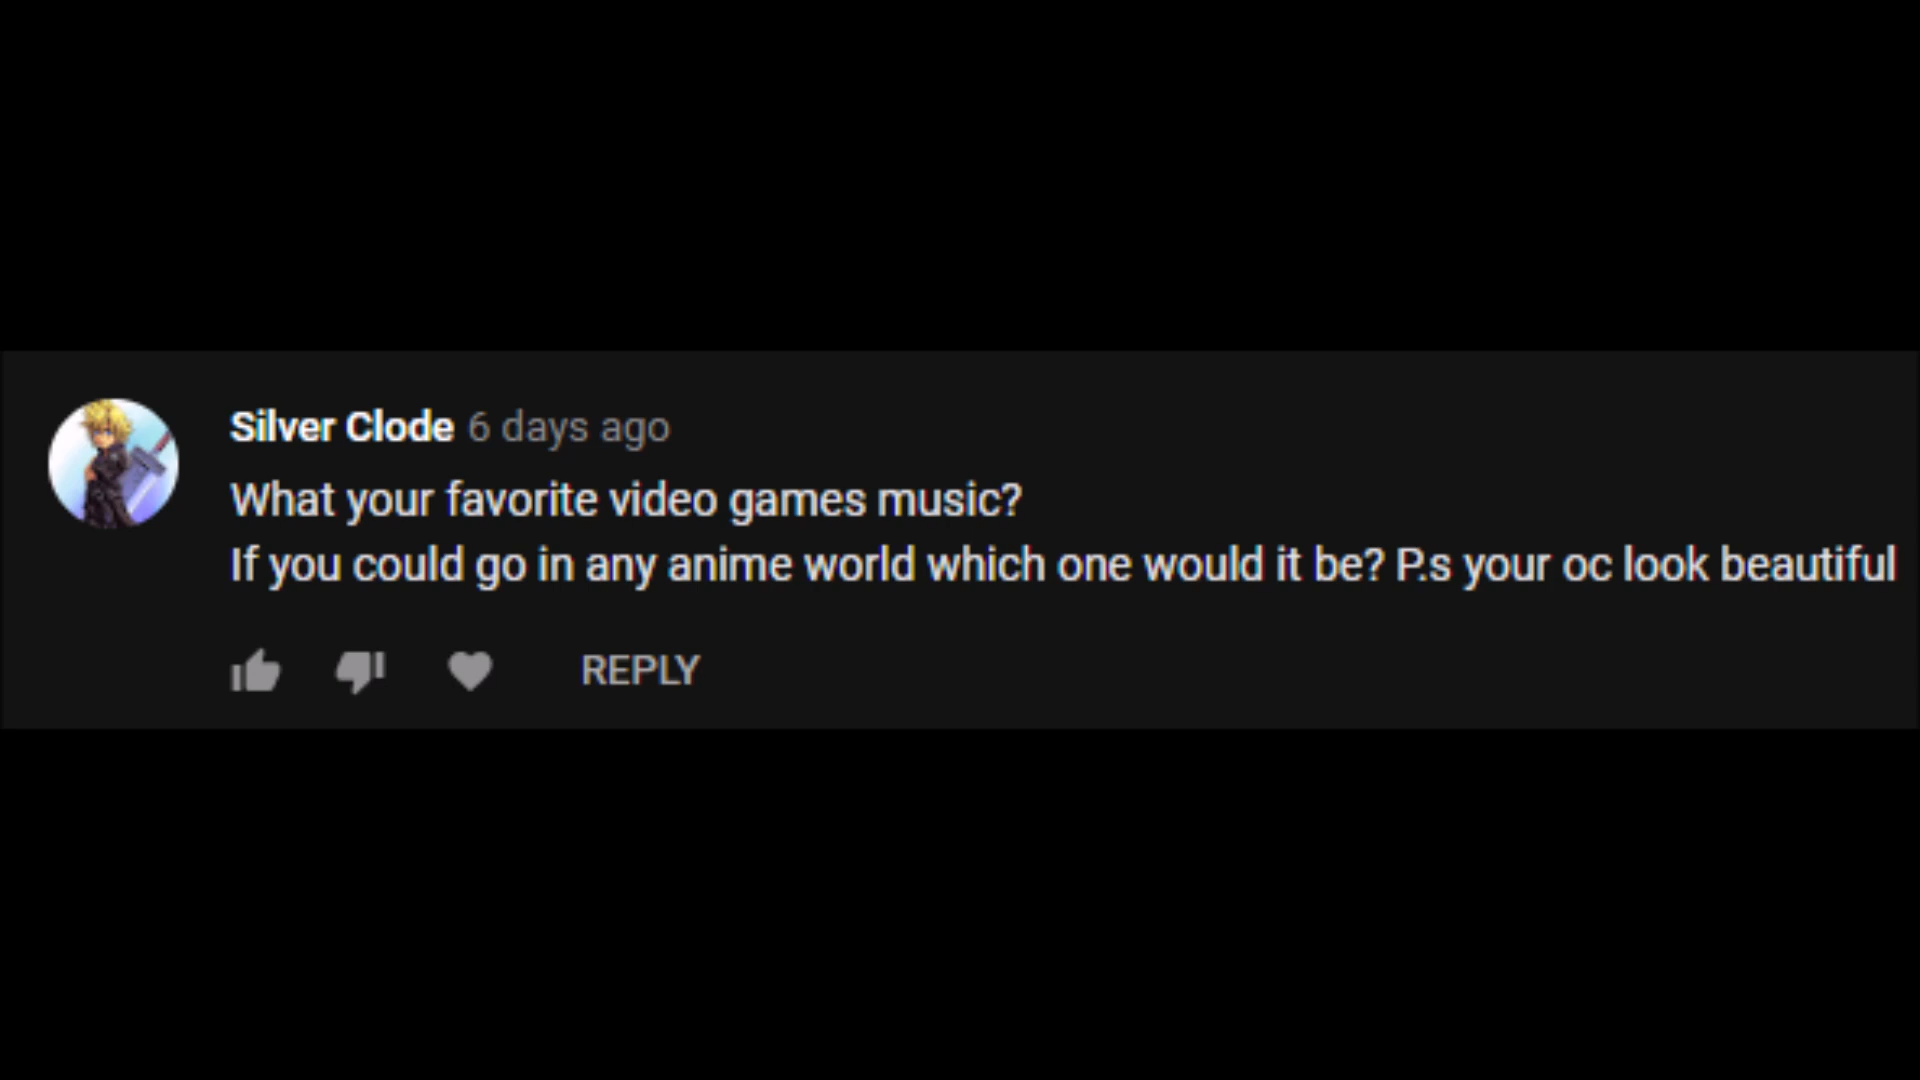 Silver Clode 6 days ago
What your favorite video games music?
If you could go in any anime world which one would it be? P.s your oc look beautiful
REPLY